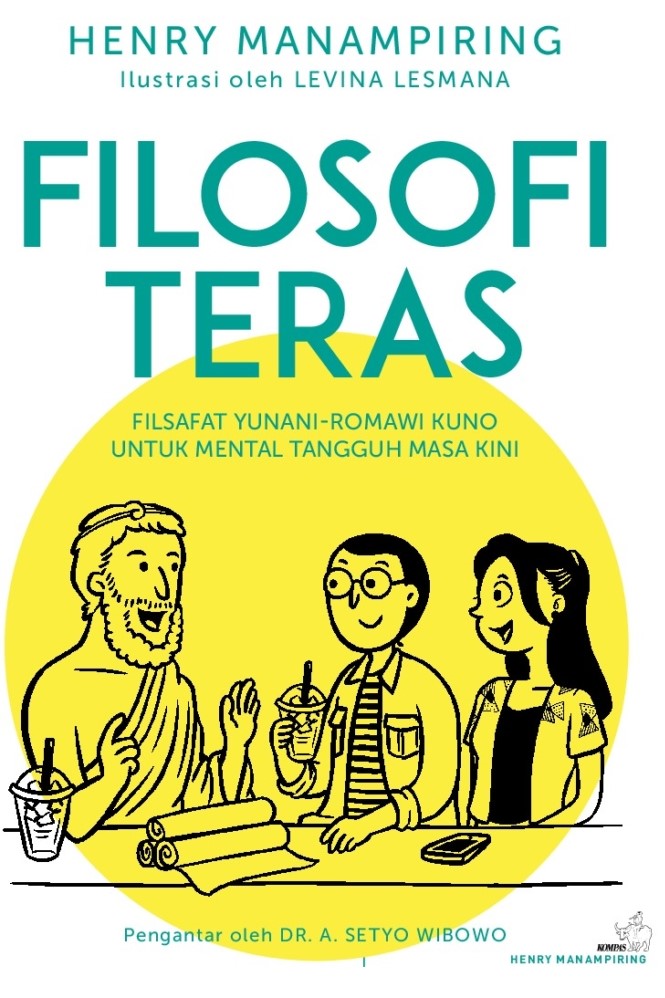 HENRY MANAMPIRING
Ilustrasi oleh LEVINA LESMANA
FILOSOFI
TERAS
FILSAFAT YUNANI-ROMAWI KUNO
UNTUK MENTAL TANGGUH MASA KINI
Pengantar oleh DR. A. SETYO WIBOWO
KOMPAS
I
HENRY MANAMPIRING